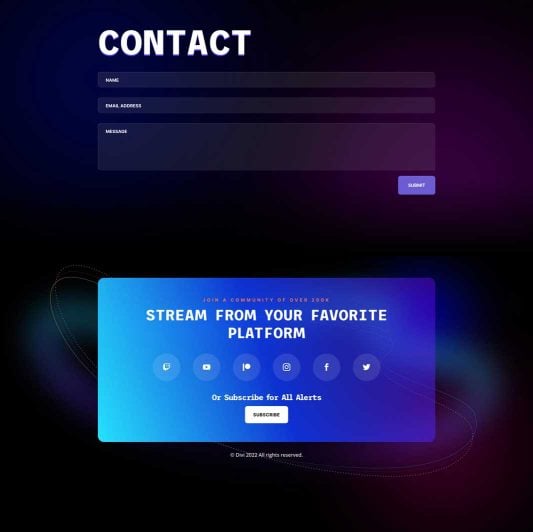 CONTACT
NAME
EMAIL ADDRESS
MESSAGE
SUBMIT
JOIN A COMMUNITY OF OVER 200K
STREAM FROM YOUR FAVORITE
PLATFORM
Or Subscribe for All Alerts
SUBSCRIBE
© Divi 2022 All rights reserved.